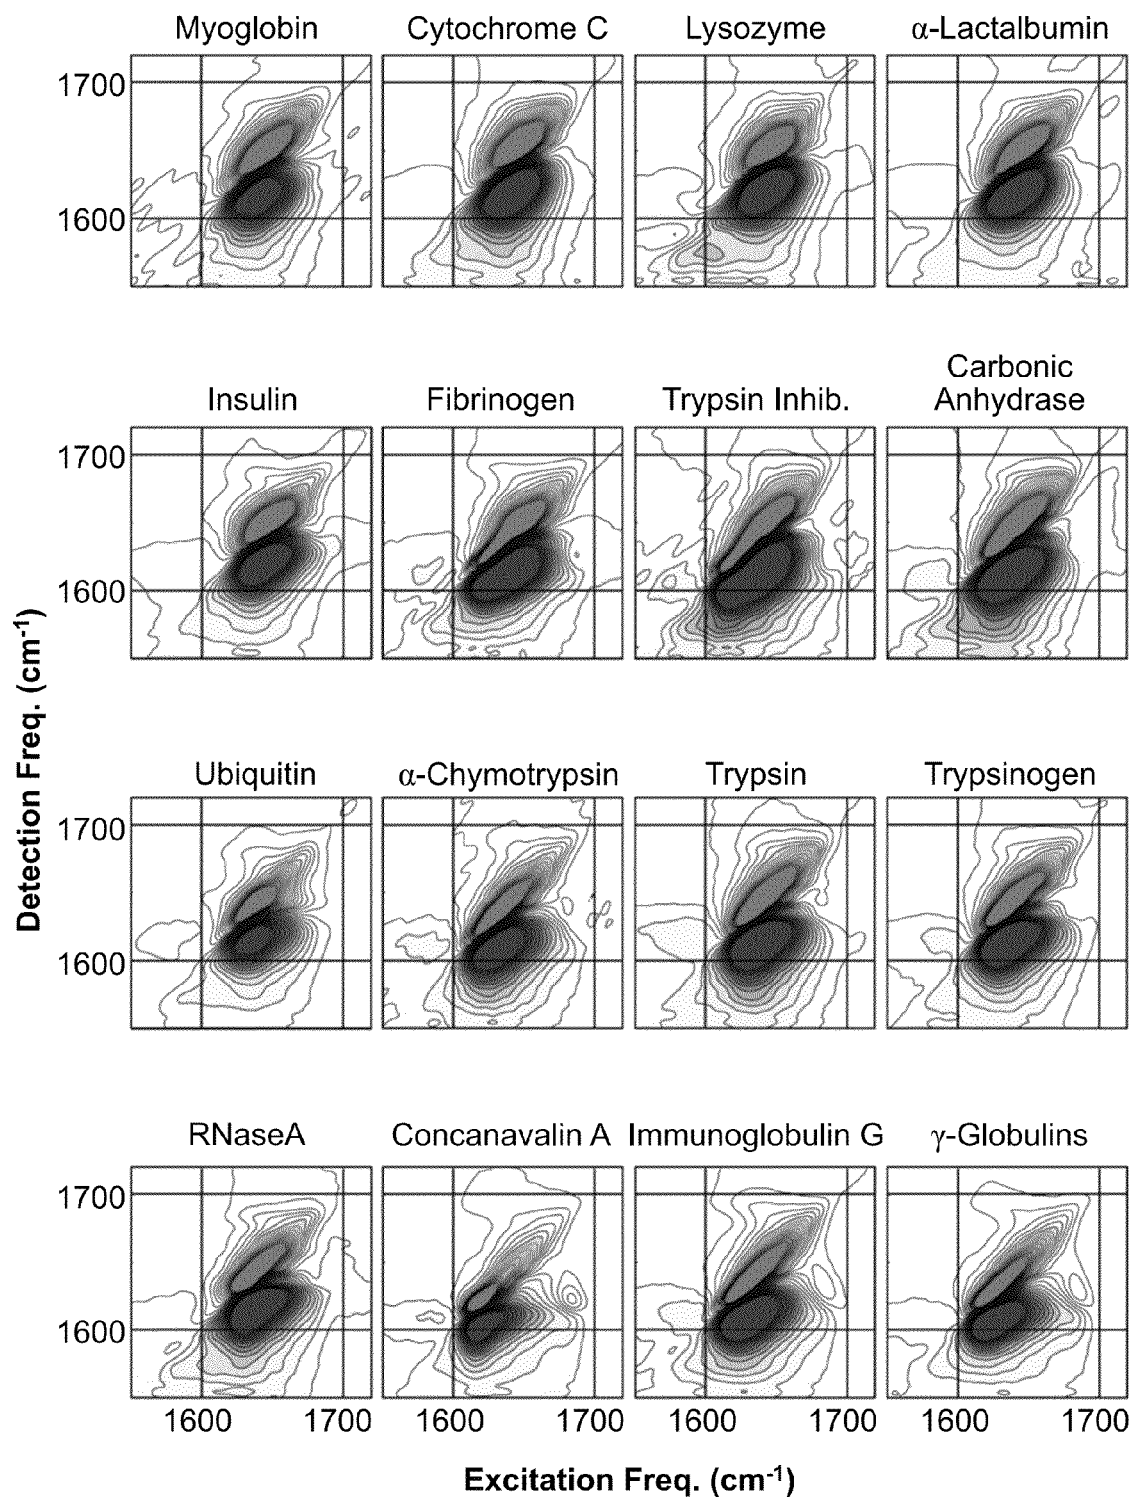 Myoglobin Cytochrome C Lysozyme α-Lactalbumin
1700
1600
Insulin Fibrinogen Trypsin Inhib. Carbonic
Anhydrase
1700
1600
Ubiquitin α-Chymotrypsin Trypsin Trypsinogen
1700
1600
RNaseA Concanavalin A Immunoglobulin G γ-Globulins
1700
1600
1600 1700 1600 1700 1600 1700 1600 1700
Excitation Freq. (cm⁻¹)
Detection Freq. (cm⁻¹)